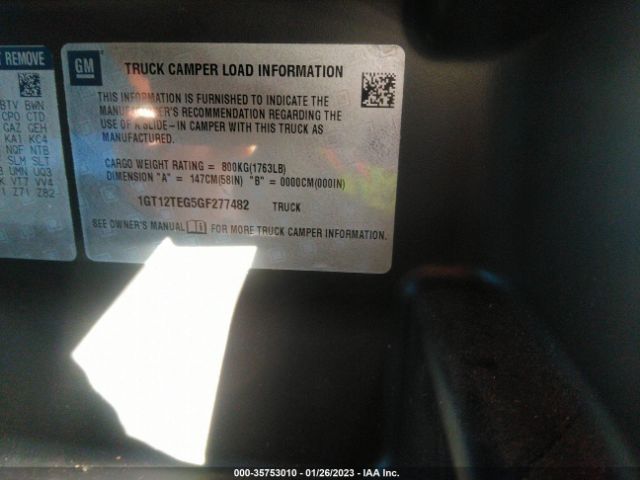 T REMOVE
BTV BWN
CPO CTD
GAZ GEH
KA1 KC4
NQF NTB
SLM SLT
UMN UQ3
K VT7 VV4
1 Z71 Z82
GM
TRUCK CAMPER LOAD INFORMATION
THIS INFORMATION IS FURNISHED TO INDICATE THE
MANUFACTURER'S RECOMMENDATION REGARDING THE
USE OF A SLIDE-IN CAMPER WITH THIS TRUCK AS
MANUFACTURED.
CARGO WEIGHT RATING = 800KG(1763LB)
DIMENSION "A" = 147CM(58IN) "B" = 0000CM(000IN)
1GT12TEG5GF277482 TRUCK
SEE OWNER'S MANUAL FOR MORE TRUCK CAMPER INFORMATION.
000-35753010 - 01/26/2023 - IAA Inc.